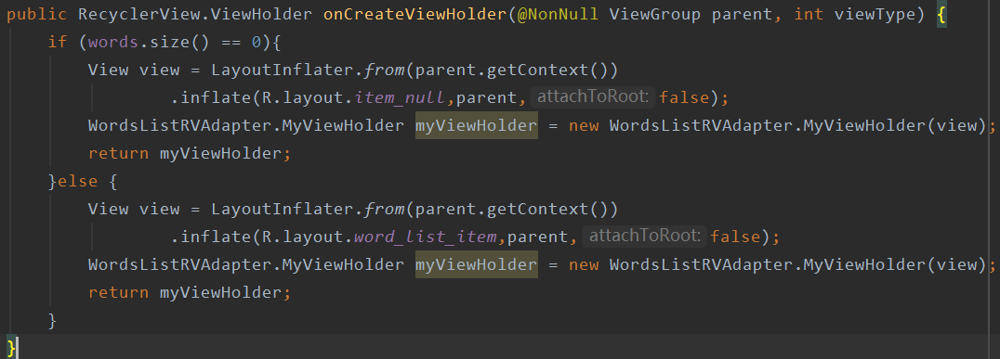 public RecyclerView.ViewHolder onCreateViewHolder(@NonNull ViewGroup parent, int viewType) {
    if (words.size() == 0){
        View view = LayoutInflater.from(parent.getContext())
                .inflate(R.layout.item_null,parent, attachToRoot: false);
        WordsListRVAdapter.MyViewHolder myViewHolder = new WordsListRVAdapter.MyViewHolder(view);
        return myViewHolder;
    }else {
        View view = LayoutInflater.from(parent.getContext())
                .inflate(R.layout.word_list_item,parent, attachToRoot: false);
        WordsListRVAdapter.MyViewHolder myViewHolder = new WordsListRVAdapter.MyViewHolder(view);
        return myViewHolder;
    }
}